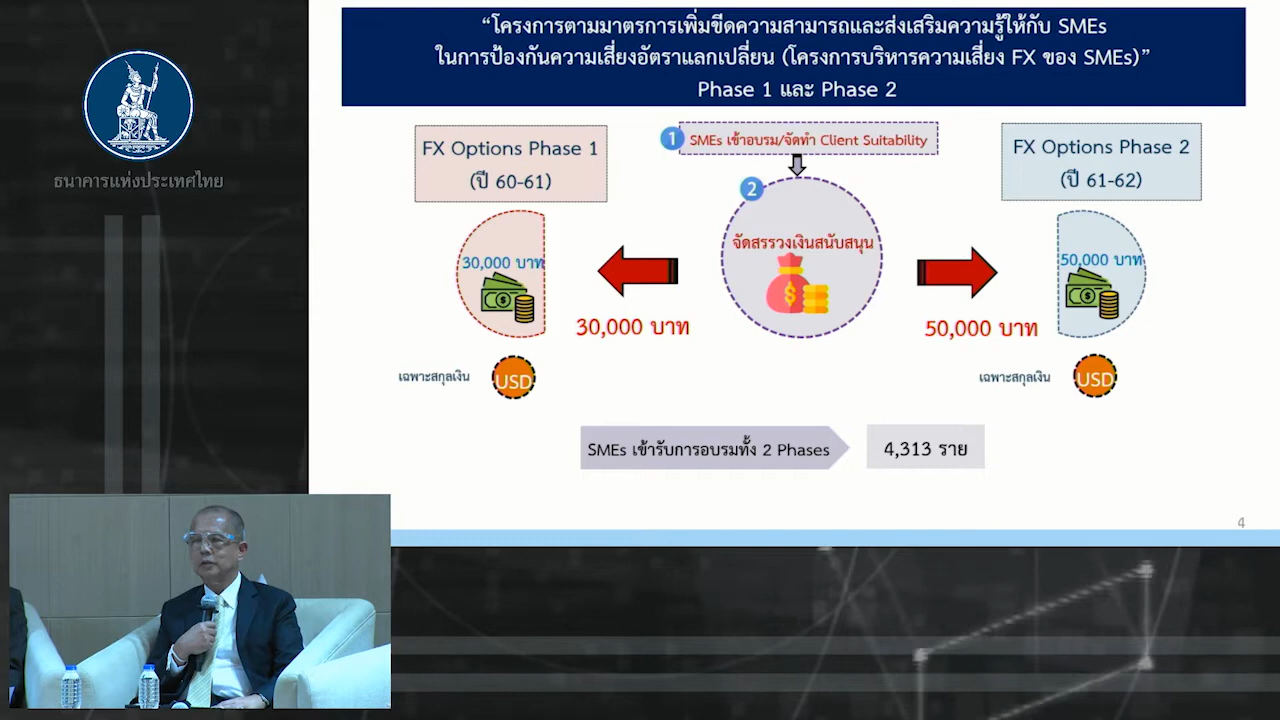 ธนาคารแห่งประเทศไทย
“โครงการตามมาตรการเพิ่มขีดความสามารถและส่งเสริมความรู้ให้กับ SMEs
ในการป้องกันความเสี่ยงอัตราแลกเปลี่ยน (โครงการบริหารความเสี่ยง FX ของ SMEs)”
Phase 1 และ Phase 2
FX Options Phase 1
(ปี 60-61)
1 SMEs เข้าอบรม/จัดทำ Client Suitability
FX Options Phase 2
(ปี 61-62)
2
จัดสรรวงเงินสนับสนุน
30,000 บาท
50,000 บาท
30,000 บาท
50,000 บาท
เฉพาะสกุลเงิน USD
เฉพาะสกุลเงิน USD
SMEs เข้ารับการอบรมทั้ง 2 Phases
4,313 ราย
4